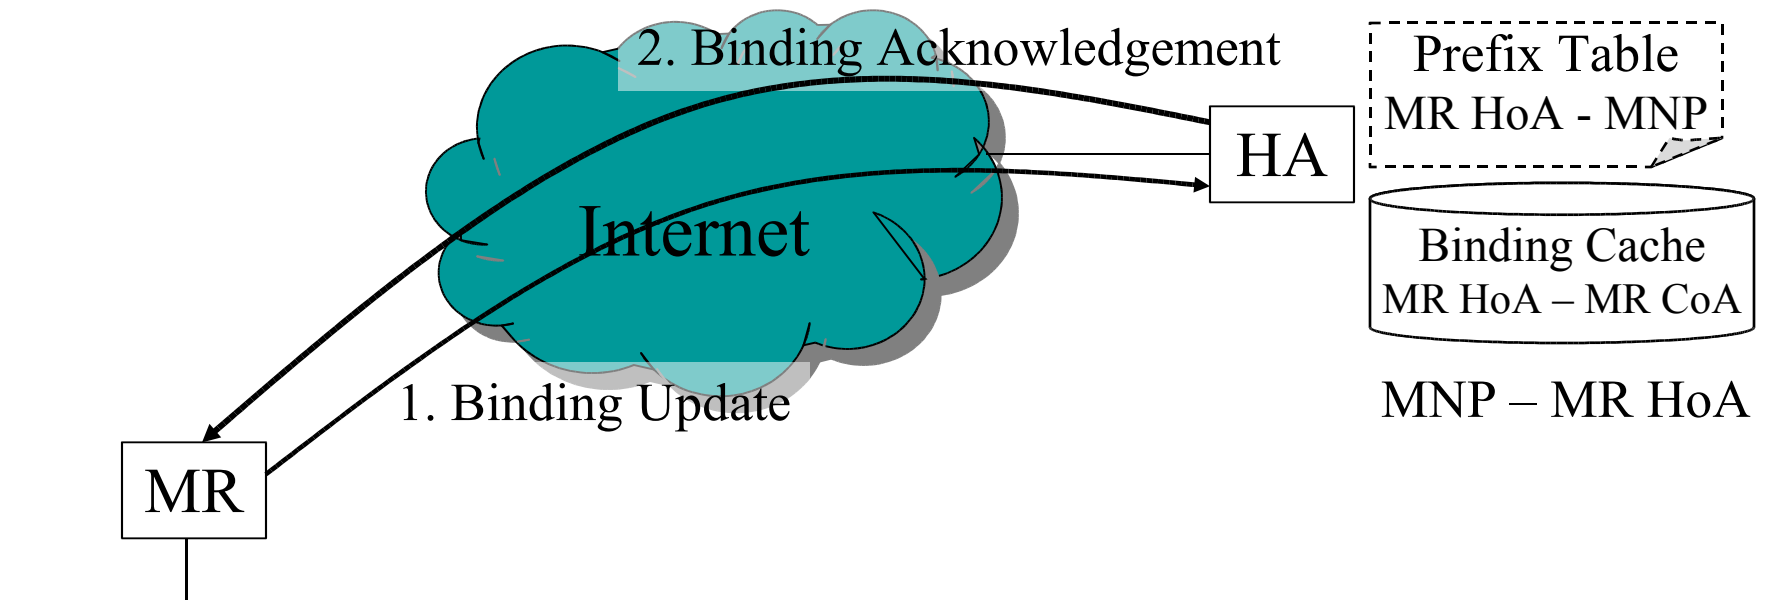 2. Binding Acknowledgement
Prefix Table
MR HoA - MNP
HA
Internet
Binding Cache
MR HoA – MR CoA
1. Binding Update
MNP – MR HoA
MR